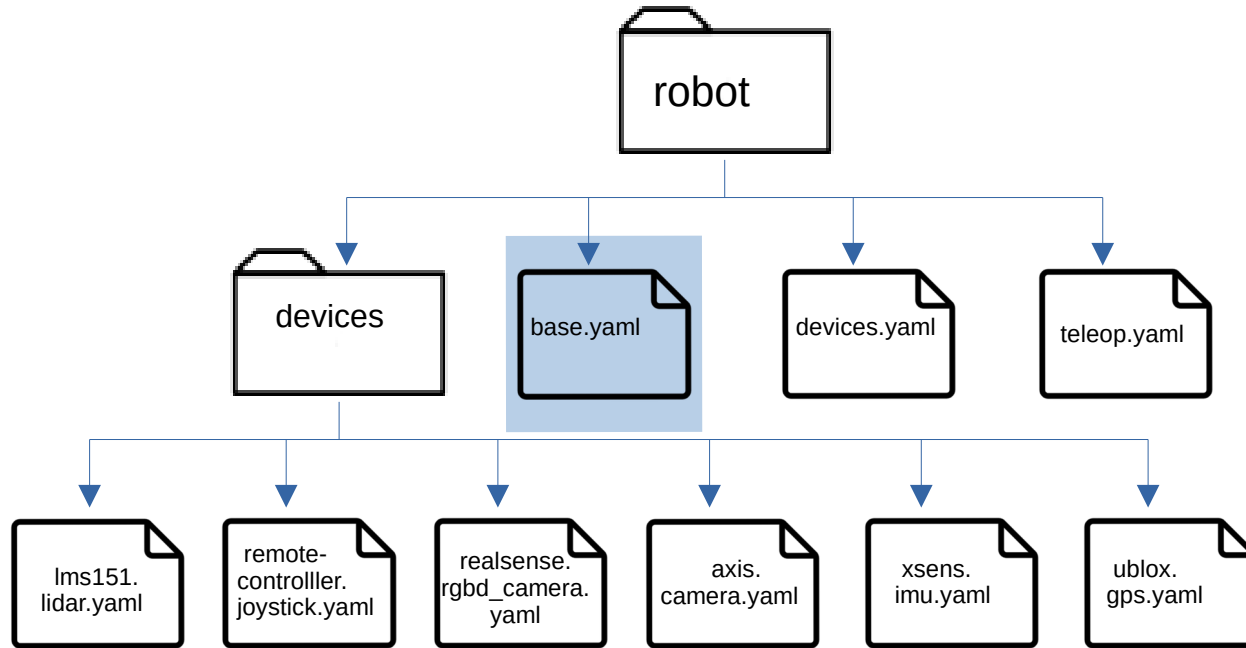 robot
devices
base.yaml
devices.yaml
teleop.yaml
lms151.
lidar.yaml
remote-
controlller.
joystick.yaml
realsense.
rgbd_camera.
yaml
axis.
camera.yaml
xsens.
imu.yaml
ublox.
gps.yaml